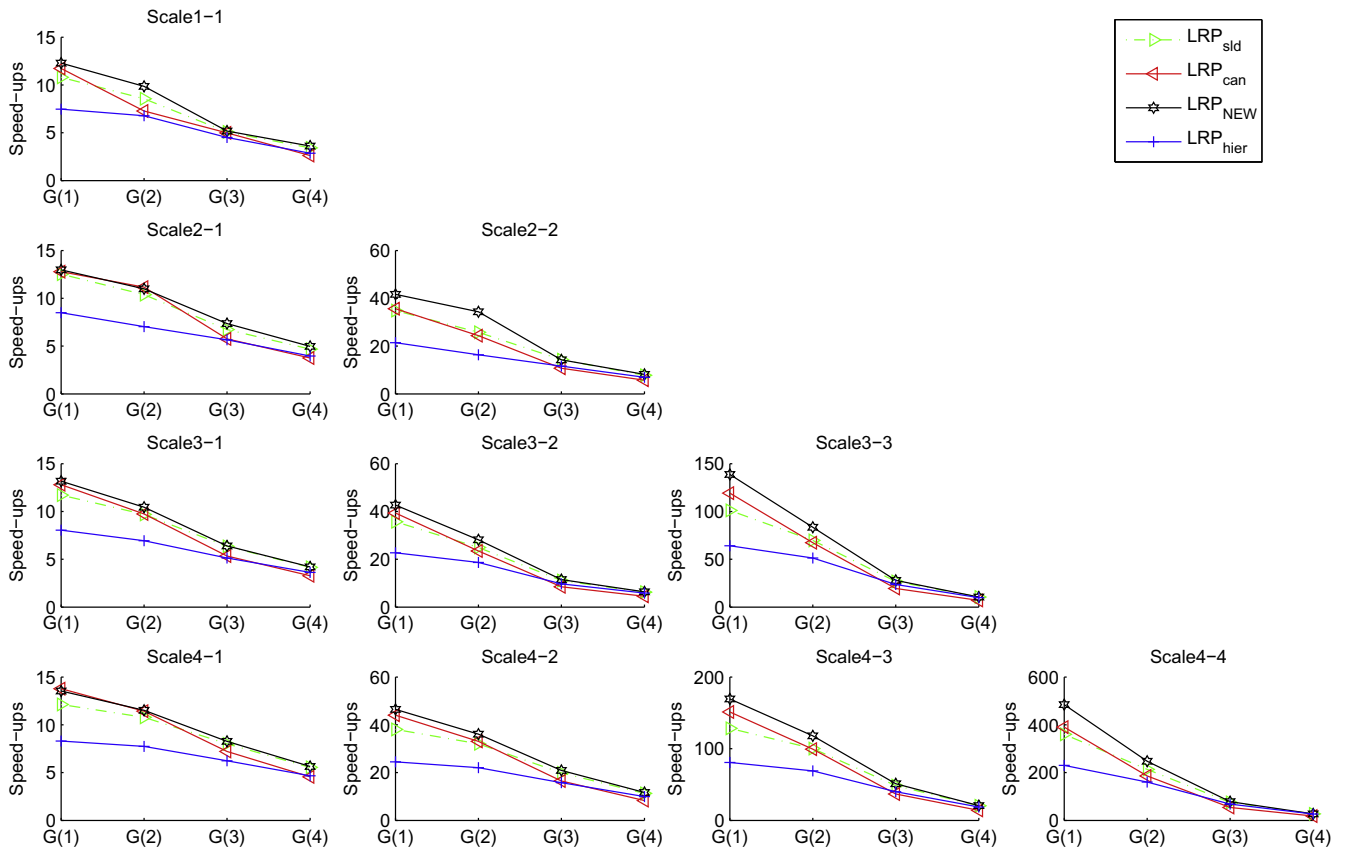 Scale1−1
Speed−ups
15
10
5
0
G(1) G(2) G(3) G(4)
LRPsld
LRPcan
LRPNEW
LRPhier
Scale2−1
Speed−ups
15
10
5
0
G(1) G(2) G(3) G(4)
Scale2−2
Speed−ups
60
40
20
0
G(1) G(2) G(3) G(4)
Scale3−1
Speed−ups
15
10
5
0
G(1) G(2) G(3) G(4)
Scale3−2
Speed−ups
60
40
20
0
G(1) G(2) G(3) G(4)
Scale3−3
Speed−ups
150
100
50
0
G(1) G(2) G(3) G(4)
Scale4−1
Speed−ups
15
10
5
0
G(1) G(2) G(3) G(4)
Scale4−2
Speed−ups
60
40
20
0
G(1) G(2) G(3) G(4)
Scale4−3
Speed−ups
200
100
0
G(1) G(2) G(3) G(4)
Scale4−4
Speed−ups
600
400
200
0
G(1) G(2) G(3) G(4)